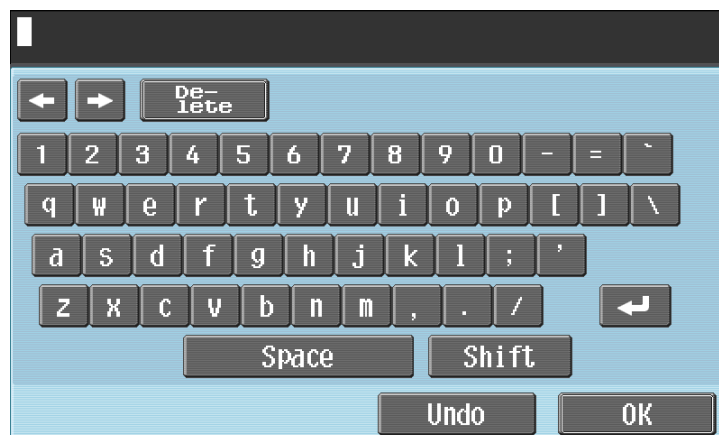 ← → De-
lete
1 2 3 4 5 6 7 8 9 0 - = `
q w e r t y u i o p [ ] \
a s d f g h j k l ; '
z x c v b n m , . / ↵
Space Shift
Undo OK